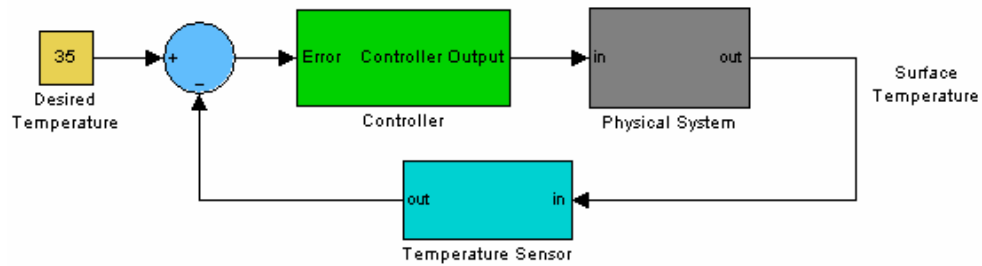 35
+
−
Desired
Temperature
Error Controller Output
Controller
in out
Physical System
Surface
Temperature
out in
Temperature Sensor